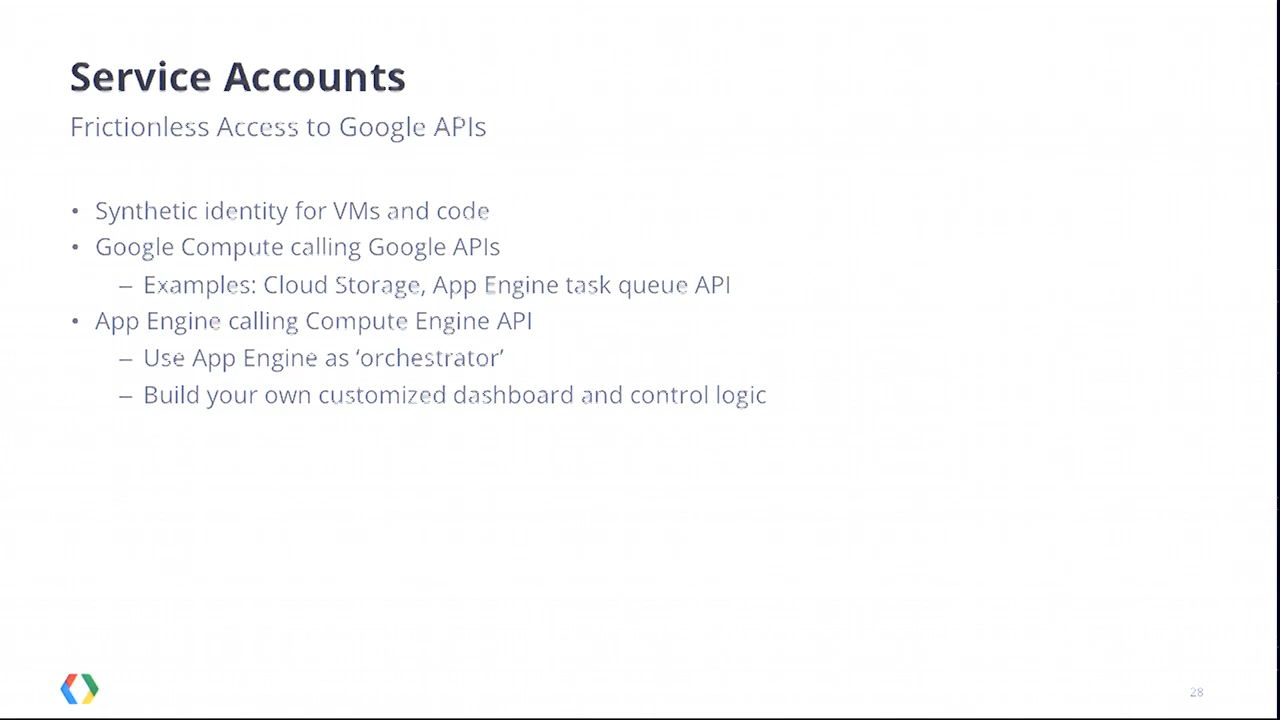 Service Accounts
Frictionless Access to Google APIs
• Synthetic identity for VMs and code
• Google Compute calling Google APIs
– Examples: Cloud Storage, App Engine task queue API
• App Engine calling Compute Engine API
– Use App Engine as ‘orchestrator’
– Build your own customized dashboard and control logic
28